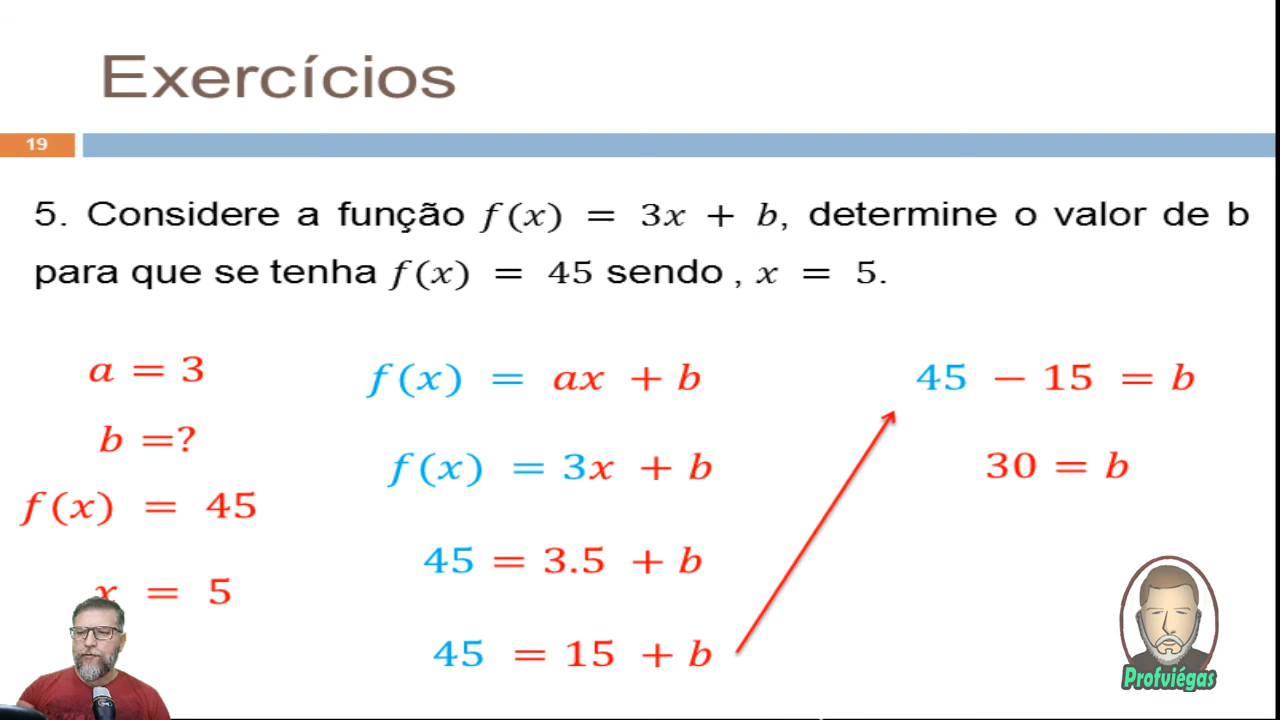 Exercícios
19
5. Considere a função f(x) = 3x + b, determine o valor de b
para que se tenha f(x) = 45 sendo , x = 5.
a = 3
b =?
f(x) = 45
x = 5
f(x) = ax + b
f(x) = 3x + b
45 = 3.5 + b
45 = 15 + b
45 − 15 = b
30 = b
Profviégas